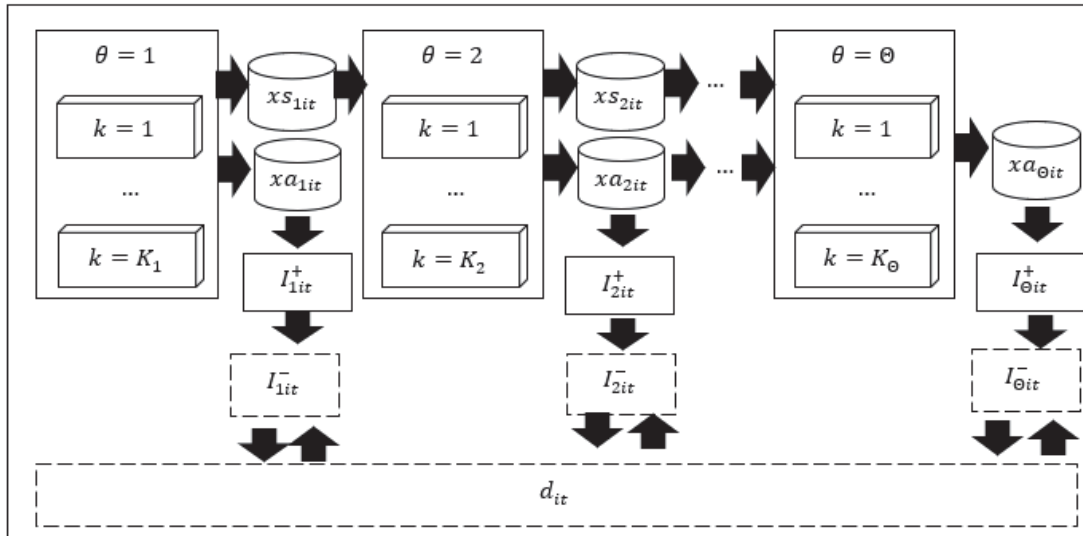 θ = 1
k = 1
...
k = K₁
xs₁ᵢₜ
xa₁ᵢₜ
I⁺₁ᵢₜ
I⁻₁ᵢₜ
θ = 2
k = 1
...
k = K₂
xs₂ᵢₜ
xa₂ᵢₜ
I⁺₂ᵢₜ
I⁻₂ᵢₜ
...
...
θ = Θ
k = 1
...
k = K_Θ
xa_Θit
I⁺_Θit
I⁻_Θit
dᵢₜ